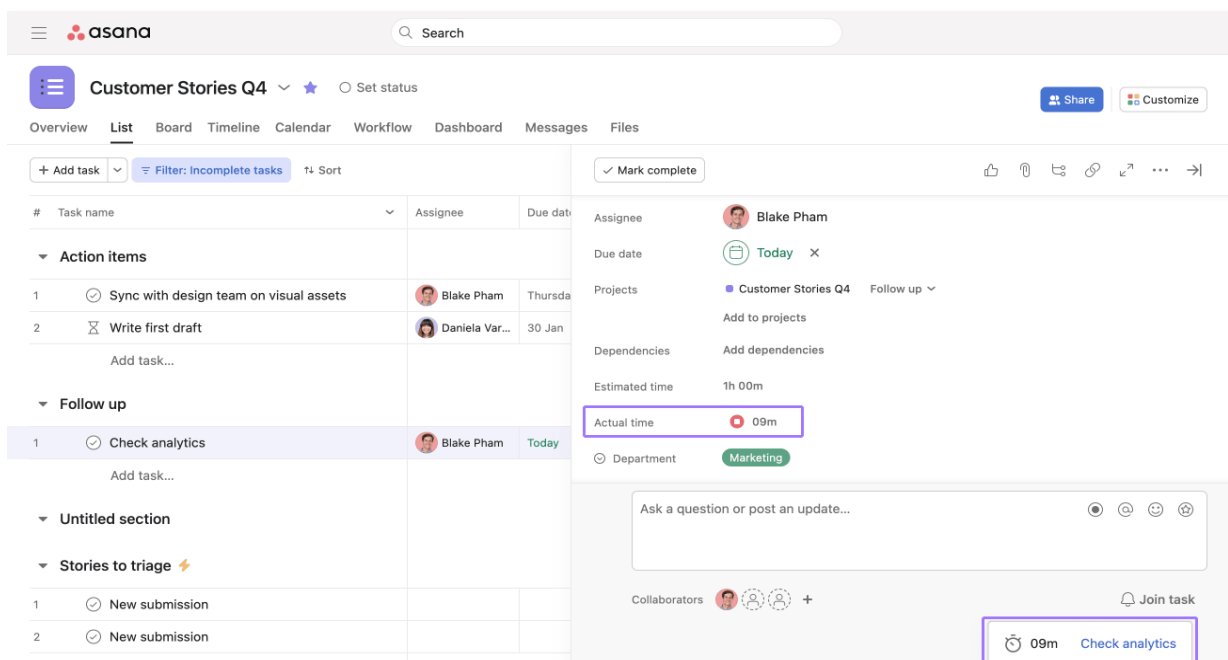 asana
Search
Customer Stories Q4
Set status
Share
Customize
Overview List Board Timeline Calendar Workflow Dashboard Messages Files
+ Add task
Filter: Incomplete tasks
Sort
# Task name Assignee Due dat
Action items
1 Sync with design team on visual assets Blake Pham Thursda
2 Write first draft Daniela Var... 30 Jan
Add task...
Follow up
1 Check analytics Blake Pham Today
Add task...
Untitled section
Stories to triage
1 New submission
2 New submission
Mark complete
Assignee Blake Pham
Due date Today
Projects Customer Stories Q4 Follow up
Add to projects
Dependencies Add dependencies
Estimated time 1h 00m
Actual time 09m
Department Marketing
Ask a question or post an update...
Collaborators
Join task
09m Check analytics